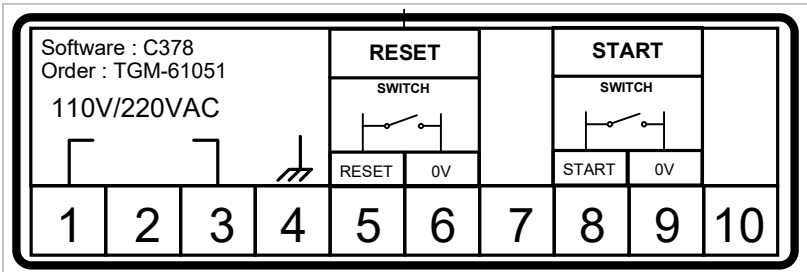 Software : C378
Order : TGM-61051
110V/220VAC
RESET
SWITCH
RESET 0V
START
SWITCH
START 0V
1 2 3 4 5 6 7 8 9 10